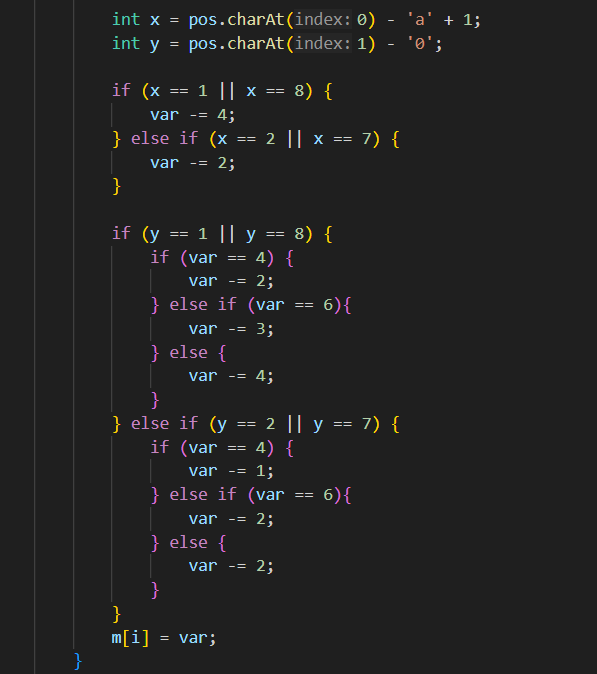 int x = pos.charAt(index: 0) - 'a' + 1;
int y = pos.charAt(index: 1) - '0';

if (x == 1 || x == 8) {
    var -= 4;
} else if (x == 2 || x == 7) {
    var -= 2;
}

if (y == 1 || y == 8) {
    if (var == 4) {
        var -= 2;
    } else if (var == 6){
        var -= 3;
    } else {
        var -= 4;
    }
} else if (y == 2 || y == 7) {
    if (var == 4) {
        var -= 1;
    } else if (var == 6){
        var -= 2;
    } else {
        var -= 2;
    }
}
m[i] = var;
}